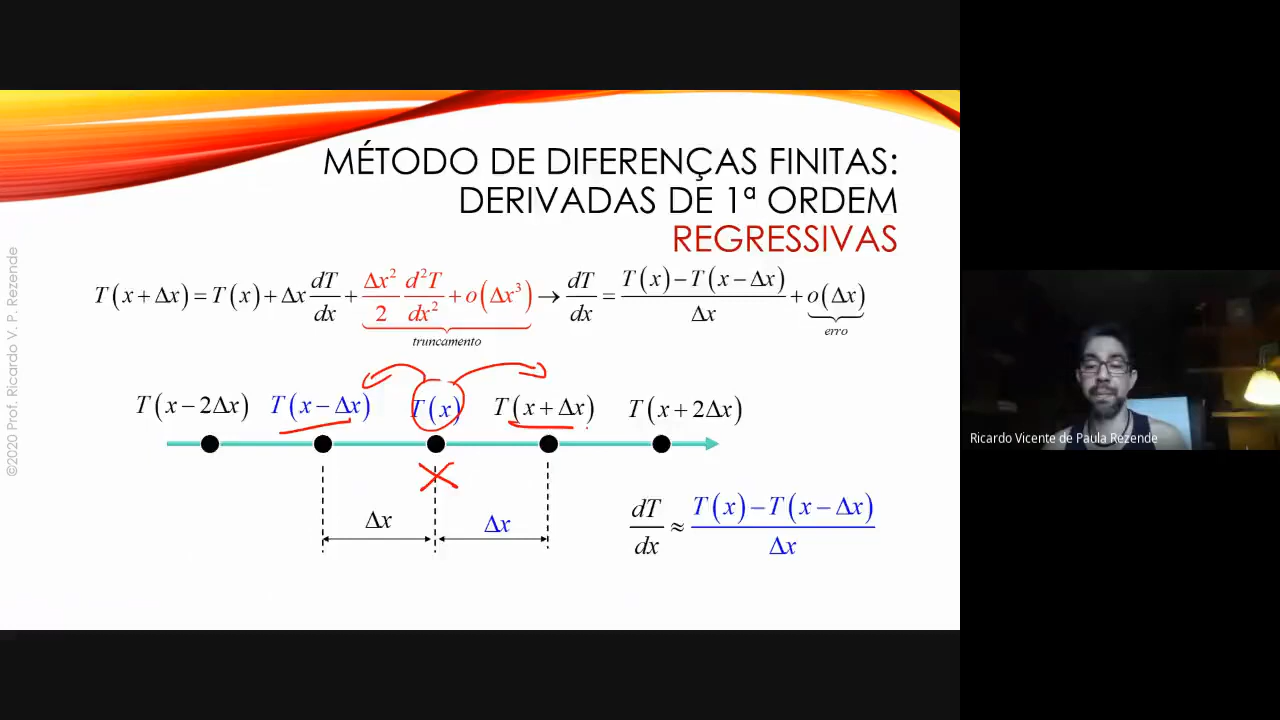 MÉTODO DE DIFERENÇAS FINITAS:
DERIVADAS DE 1ª ORDEM
REGRESSIVAS
T(x+Δx) = T(x) + Δx dT/dx + Δx²/2 d²T/dx² + o(Δx³) → dT/dx = (T(x) − T(x−Δx))/Δx + o(Δx)
truncamento
erro
T(x−2Δx) T(x−Δx) T(x) T(x+Δx) T(x+2Δx)
Δx Δx
dT/dx ≈ (T(x) − T(x−Δx))/Δx
©2020 Prof. Ricardo V. P. Rezende
Ricardo Vicente de Paula Rezende